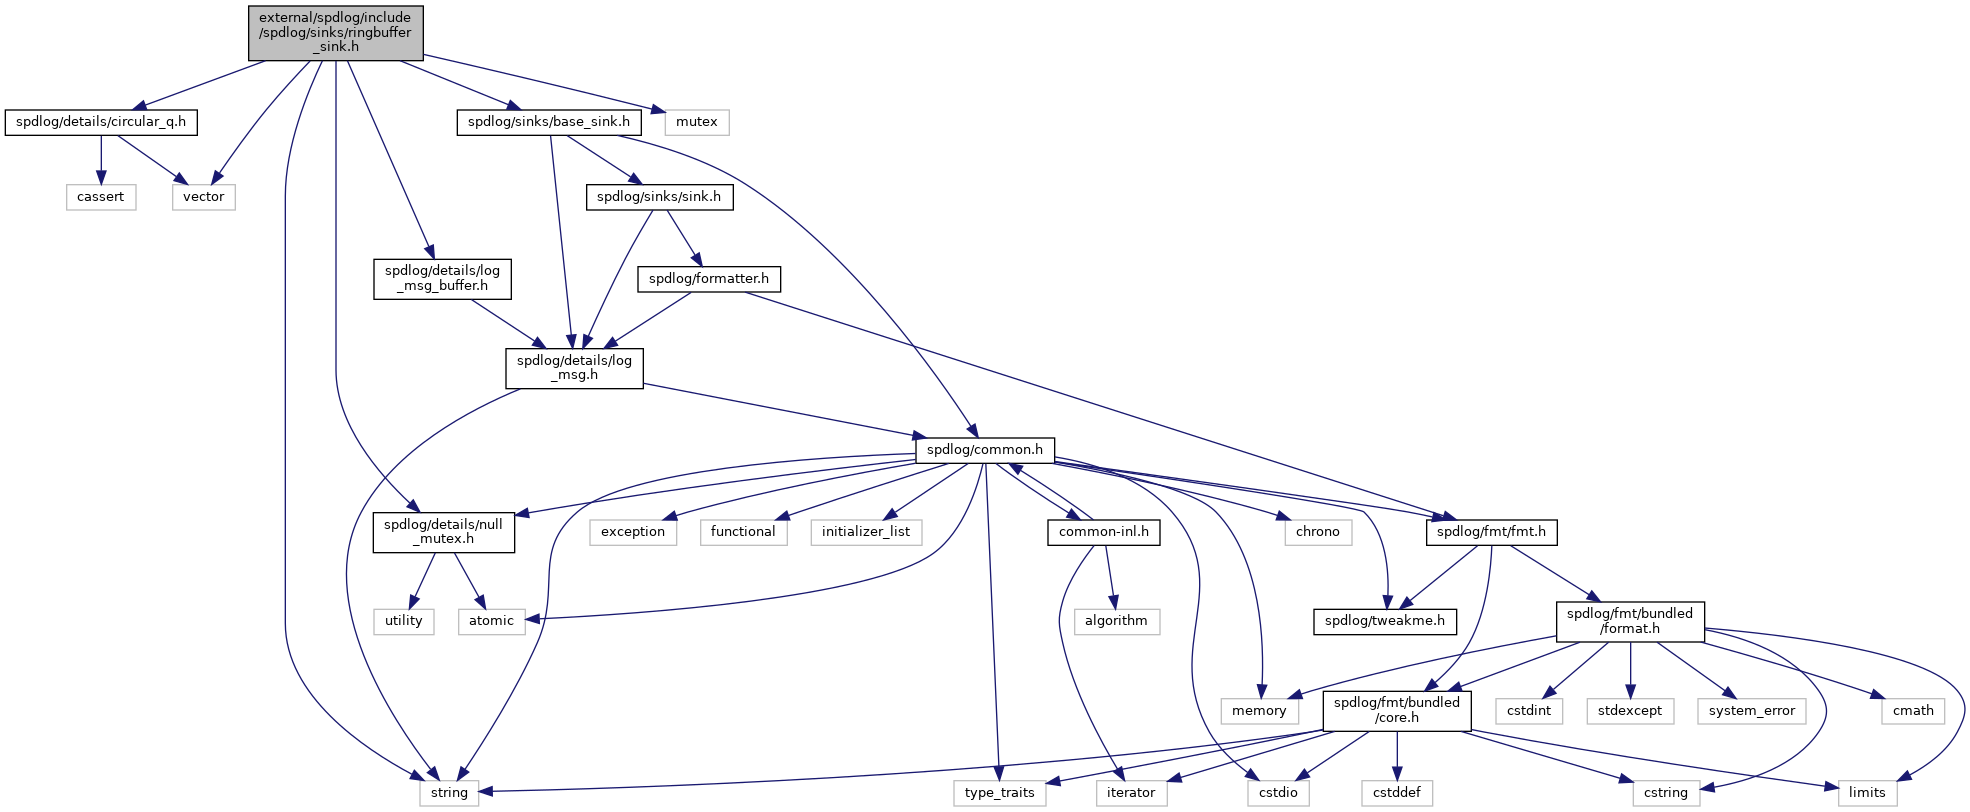 external/spdlog/include
/spdlog/sinks/ringbuffer
_sink.h
spdlog/details/circular_q.h
spdlog/sinks/base_sink.h
mutex
cassert
vector
spdlog/sinks/sink.h
spdlog/details/log
_msg_buffer.h
spdlog/formatter.h
spdlog/details/log
_msg.h
spdlog/common.h
spdlog/details/null
_mutex.h
exception
functional
initializer_list
common-inl.h
chrono
spdlog/fmt/fmt.h
utility
atomic
algorithm
spdlog/tweakme.h
spdlog/fmt/bundled
/format.h
memory
spdlog/fmt/bundled
/core.h
cstdint
stdexcept
system_error
cmath
string
type_traits
iterator
cstdio
cstddef
cstring
limits